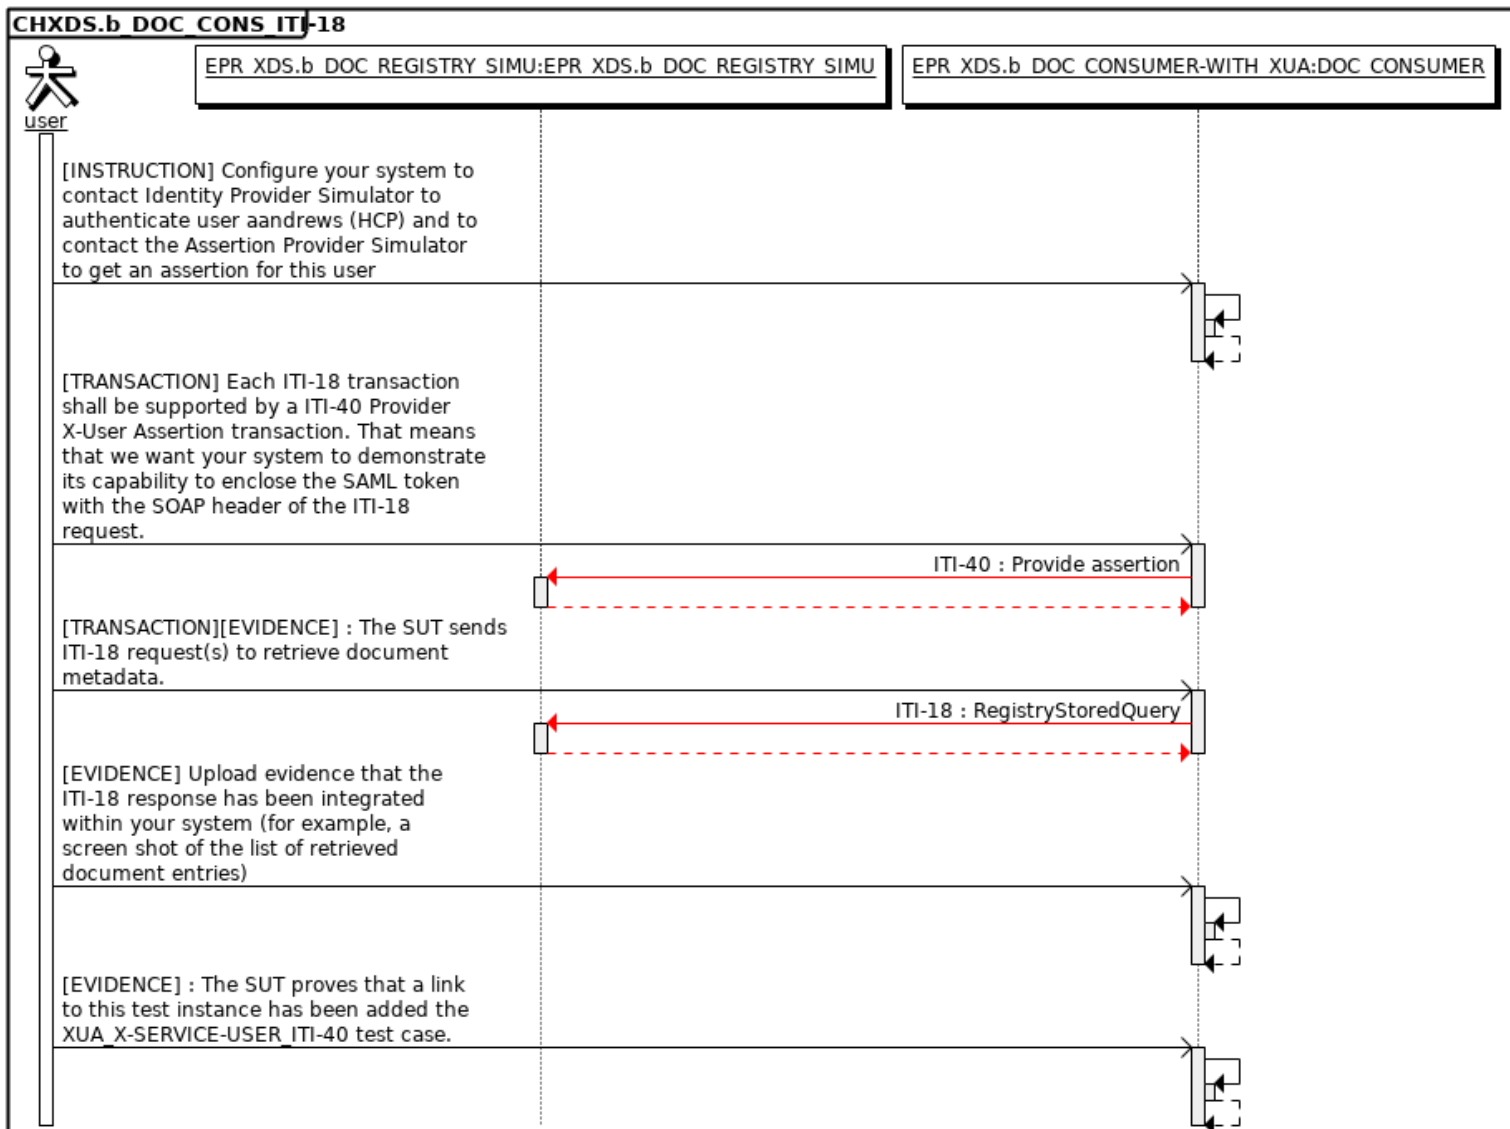 CHXDS.b_DOC_CONS_ITI-18
EPR_XDS.b_DOC_REGISTRY_SIMU:EPR_XDS.b_DOC_REGISTRY_SIMU
EPR_XDS.b_DOC_CONSUMER-WITH_XUA:DOC_CONSUMER
user
[INSTRUCTION] Configure your system to
contact Identity Provider Simulator to
authenticate user aandrews (HCP) and to
contact the Assertion Provider Simulator
to get an assertion for this user
[TRANSACTION] Each ITI-18 transaction
shall be supported by a ITI-40 Provider
X-User Assertion transaction. That means
that we want your system to demonstrate
its capability to enclose the SAML token
with the SOAP header of the ITI-18
request.
ITI-40 : Provide assertion
[TRANSACTION][EVIDENCE] : The SUT sends
ITI-18 request(s) to retrieve document
metadata.
ITI-18 : RegistryStoredQuery
[EVIDENCE] Upload evidence that the
ITI-18 response has been integrated
within your system (for example, a
screen shot of the list of retrieved
document entries)
[EVIDENCE] : The SUT proves that a link
to this test instance has been added the
XUA_X-SERVICE-USER_ITI-40 test case.